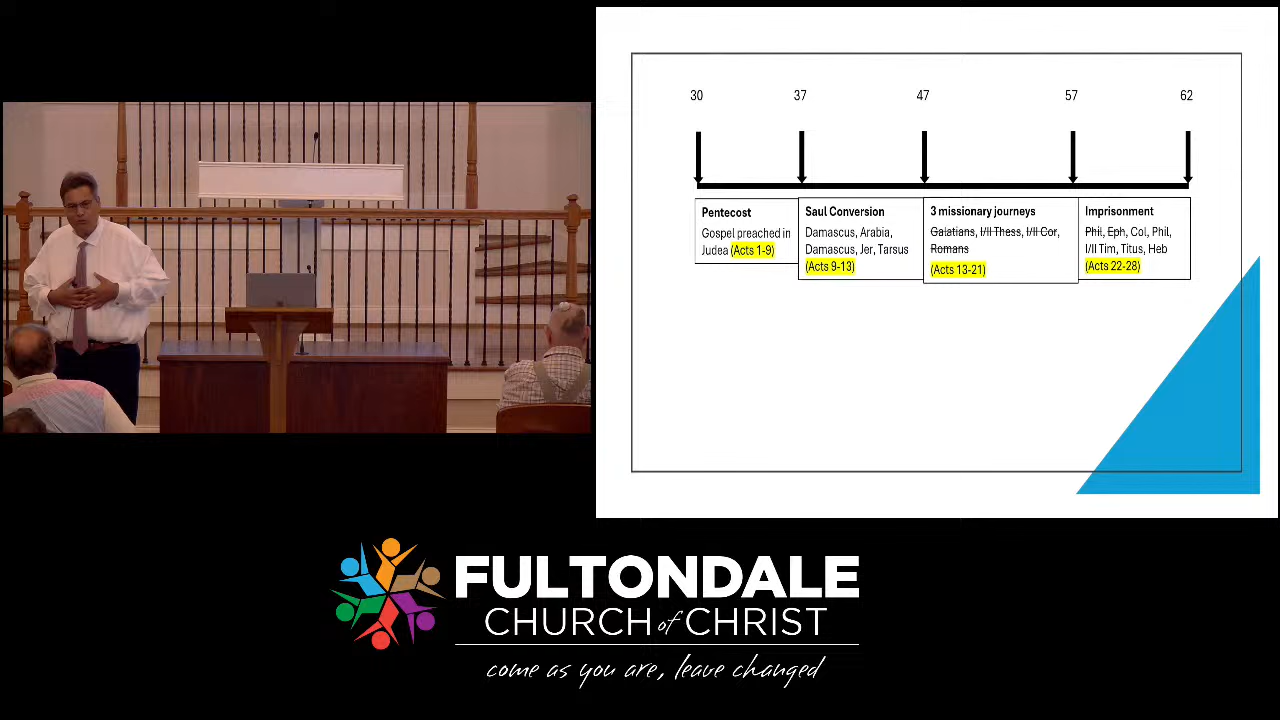 30 37 47 57 62
Pentecost
Gospel preached in
Judea (Acts 1-9)
Saul Conversion
Damascus, Arabia,
Damascus, Jer, Tarsus
(Acts 9-13)
3 missionary journeys
Galatians, I/II Thess, I/II Cor,
Romans
(Acts 13-21)
Imprisonment
Phil, Eph, Col, Phil,
I/II Tim, Titus, Heb
(Acts 22-28)
FULTONDALE
CHURCH of CHRIST
come as you are, leave changed